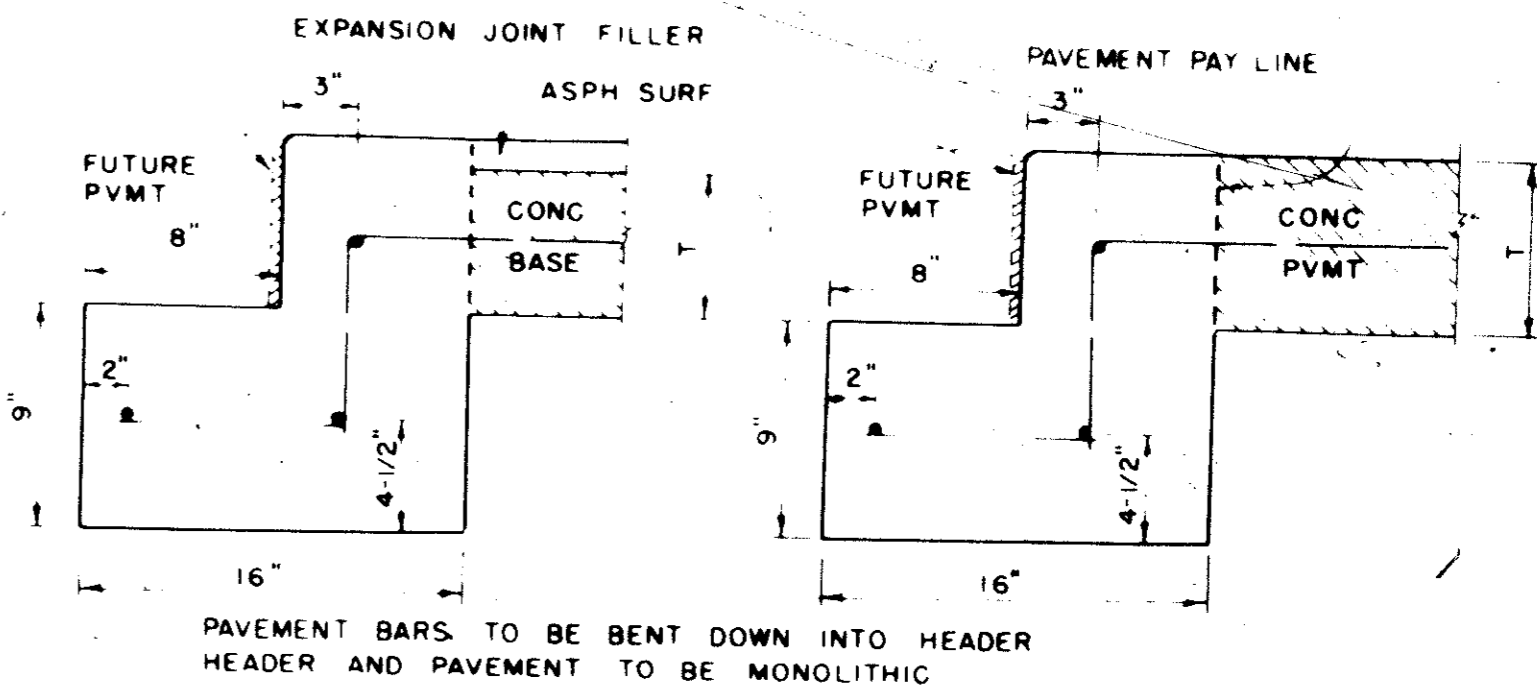 EXPANSION JOINT FILLER
ASPH SURF
3"
FUTURE
PVMT
8"
CONC
BASE
T
2"
9"
4-1/2"
16"
PAVEMENT PAY LINE
3"
FUTURE
PVMT
8"
CONC
PVMT
T
2"
9"
4-1/2"
16"
PAVEMENT BARS TO BE BENT DOWN INTO HEADER
HEADER AND PAVEMENT TO BE MONOLITHIC